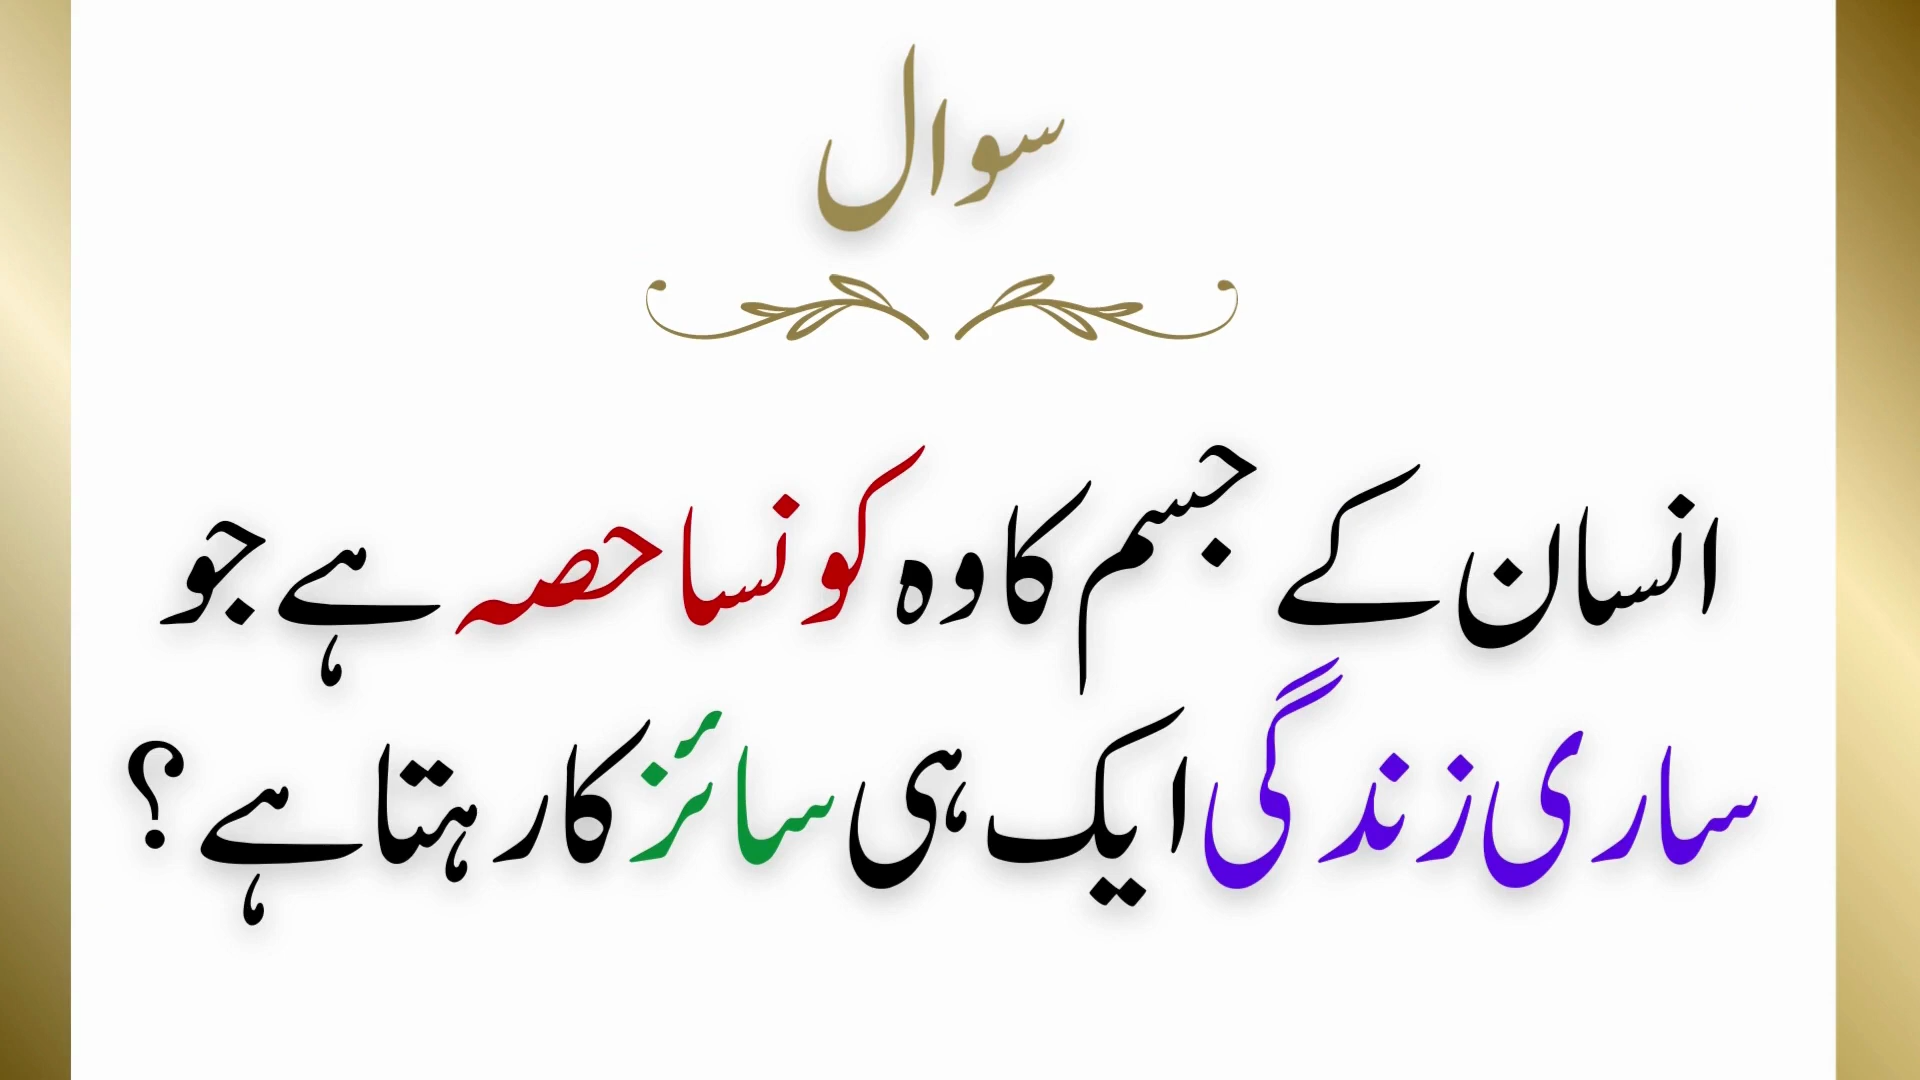 سوال
انسان کے جسم کا وہ کونسا حصہ ہے جو
ساری زندگی ایک ہی سائز کا رہتا ہے ؟